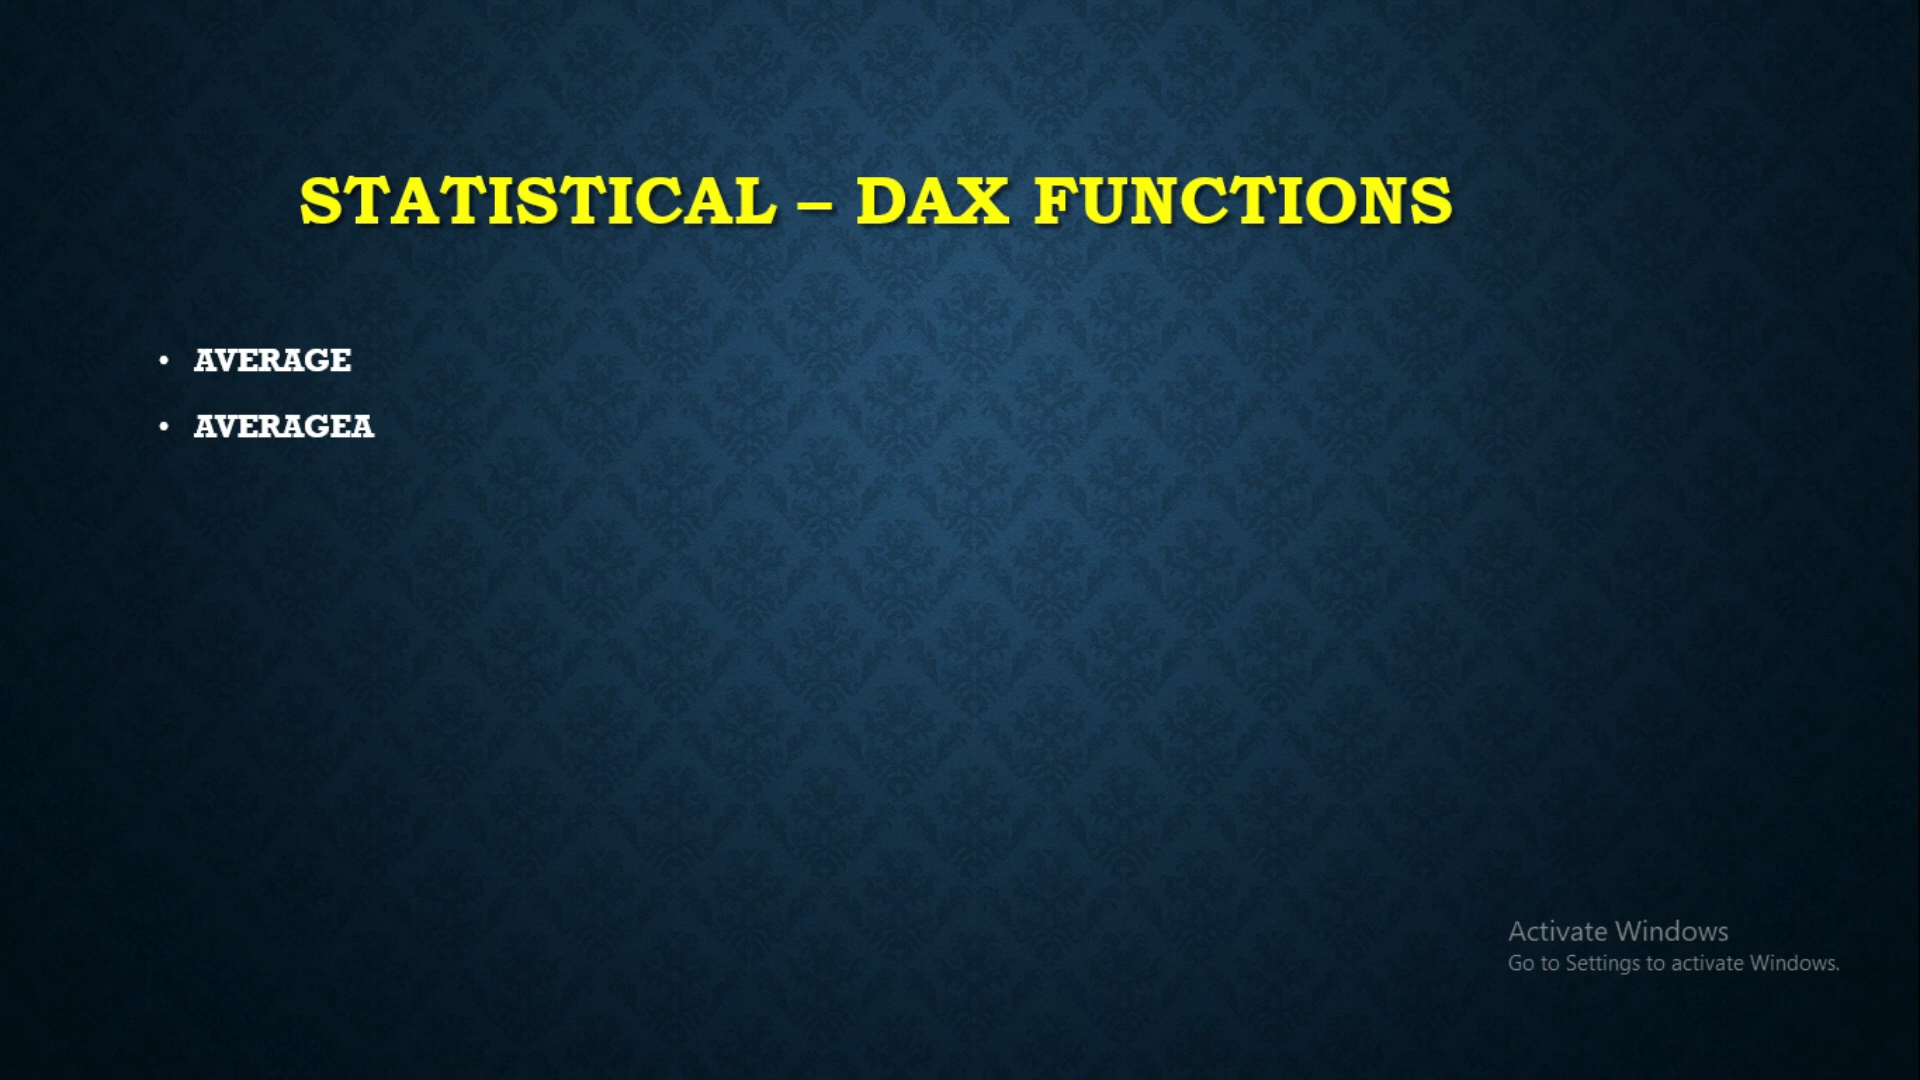 STATISTICAL – DAX FUNCTIONS
• AVERAGE
• AVERAGEA
Activate Windows
Go to Settings to activate Windows.